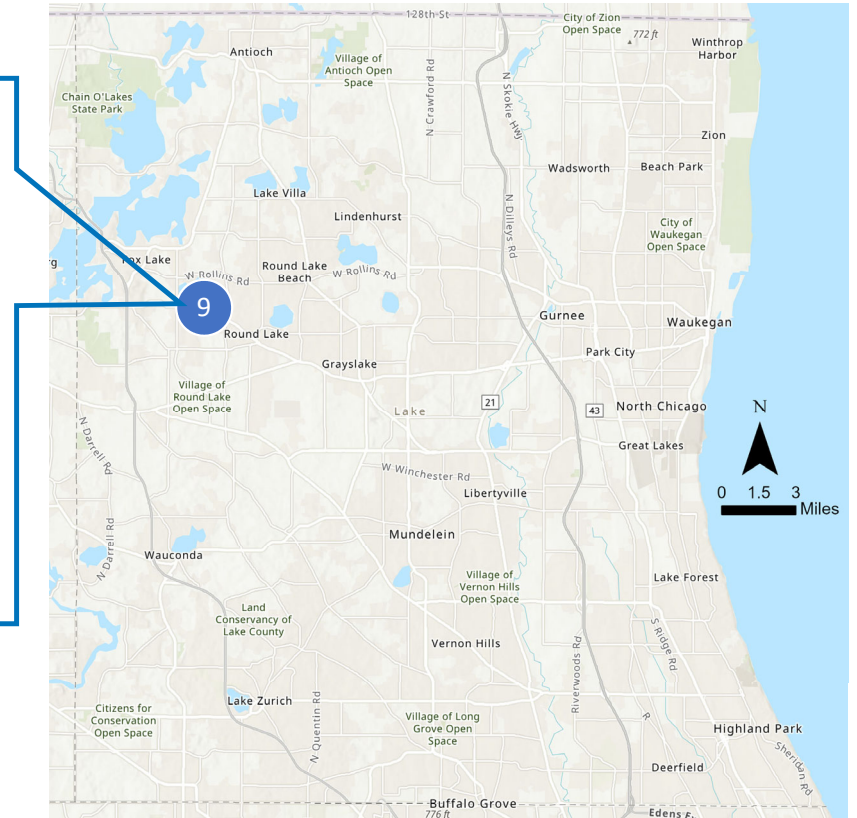 128th St
City of Zion
Open Space
772 ft
Winthrop
Harbor
Antioch
Village of
Antioch Open
Space
N Crawford Rd
N Skokie Hwy
Chain O'Lakes
State Park
Zion
Wadsworth
Beach Park
Lake Villa
Lindenhurst
N Dilleys Rd
City of
Waukegan
Open Space
rg
Fox Lake
W Rollins Rd
Round Lake
Beach
W Rollins Rd
9
Gurnee
Waukegan
Round Lake
Grayslake
Park City
Village of
Round Lake
Open Space
Lake
21
43
North Chicago
N
N Darrell Rd
Great Lakes
W Winchester Rd
Libertyville
0 1.5 3
Miles
N Darrell Rd
Mundelein
Wauconda
Village of
Vernon Hills
Open Space
Lake Forest
Land
Conservancy of
Lake County
S Ridge Rd
Vernon Hills
Riverwoods Rd
Lake Zurich
N Quentin Rd
Citizens for
Conservation
Open Space
Village of Long
Grove Open
Space
R
Highland Park
Sheridan Rd
Deerfield
Buffalo Grove
776 ft
Edens E